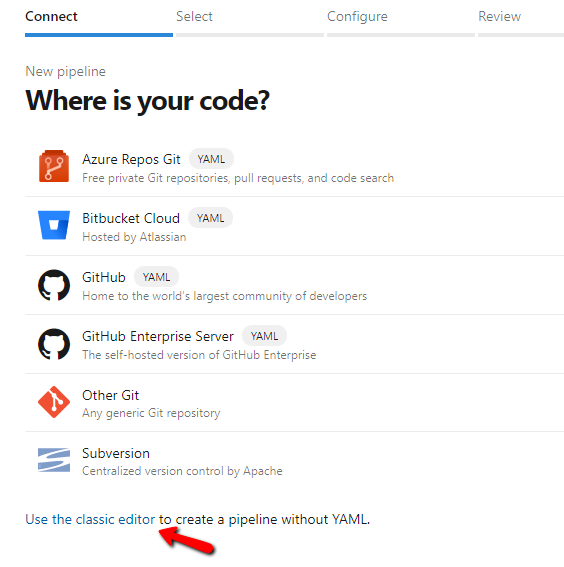 Connect Select Configure Review
New pipeline
Where is your code?
Azure Repos Git YAML
Free private Git repositories, pull requests, and code search
Bitbucket Cloud YAML
Hosted by Atlassian
GitHub YAML
Home to the world's largest community of developers
GitHub Enterprise Server YAML
The self-hosted version of GitHub Enterprise
Other Git
Any generic Git repository
Subversion
Centralized version control by Apache
Use the classic editor to create a pipeline without YAML.